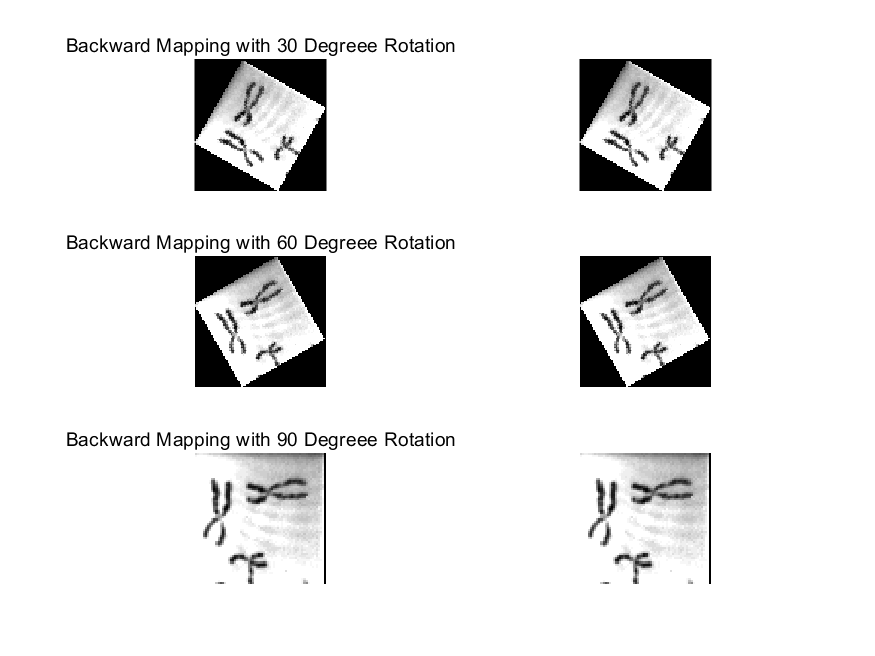 Backward Mapping with 30 Degreee Rotation
Backward Mapping with 60 Degreee Rotation
Backward Mapping with 90 Degreee Rotation